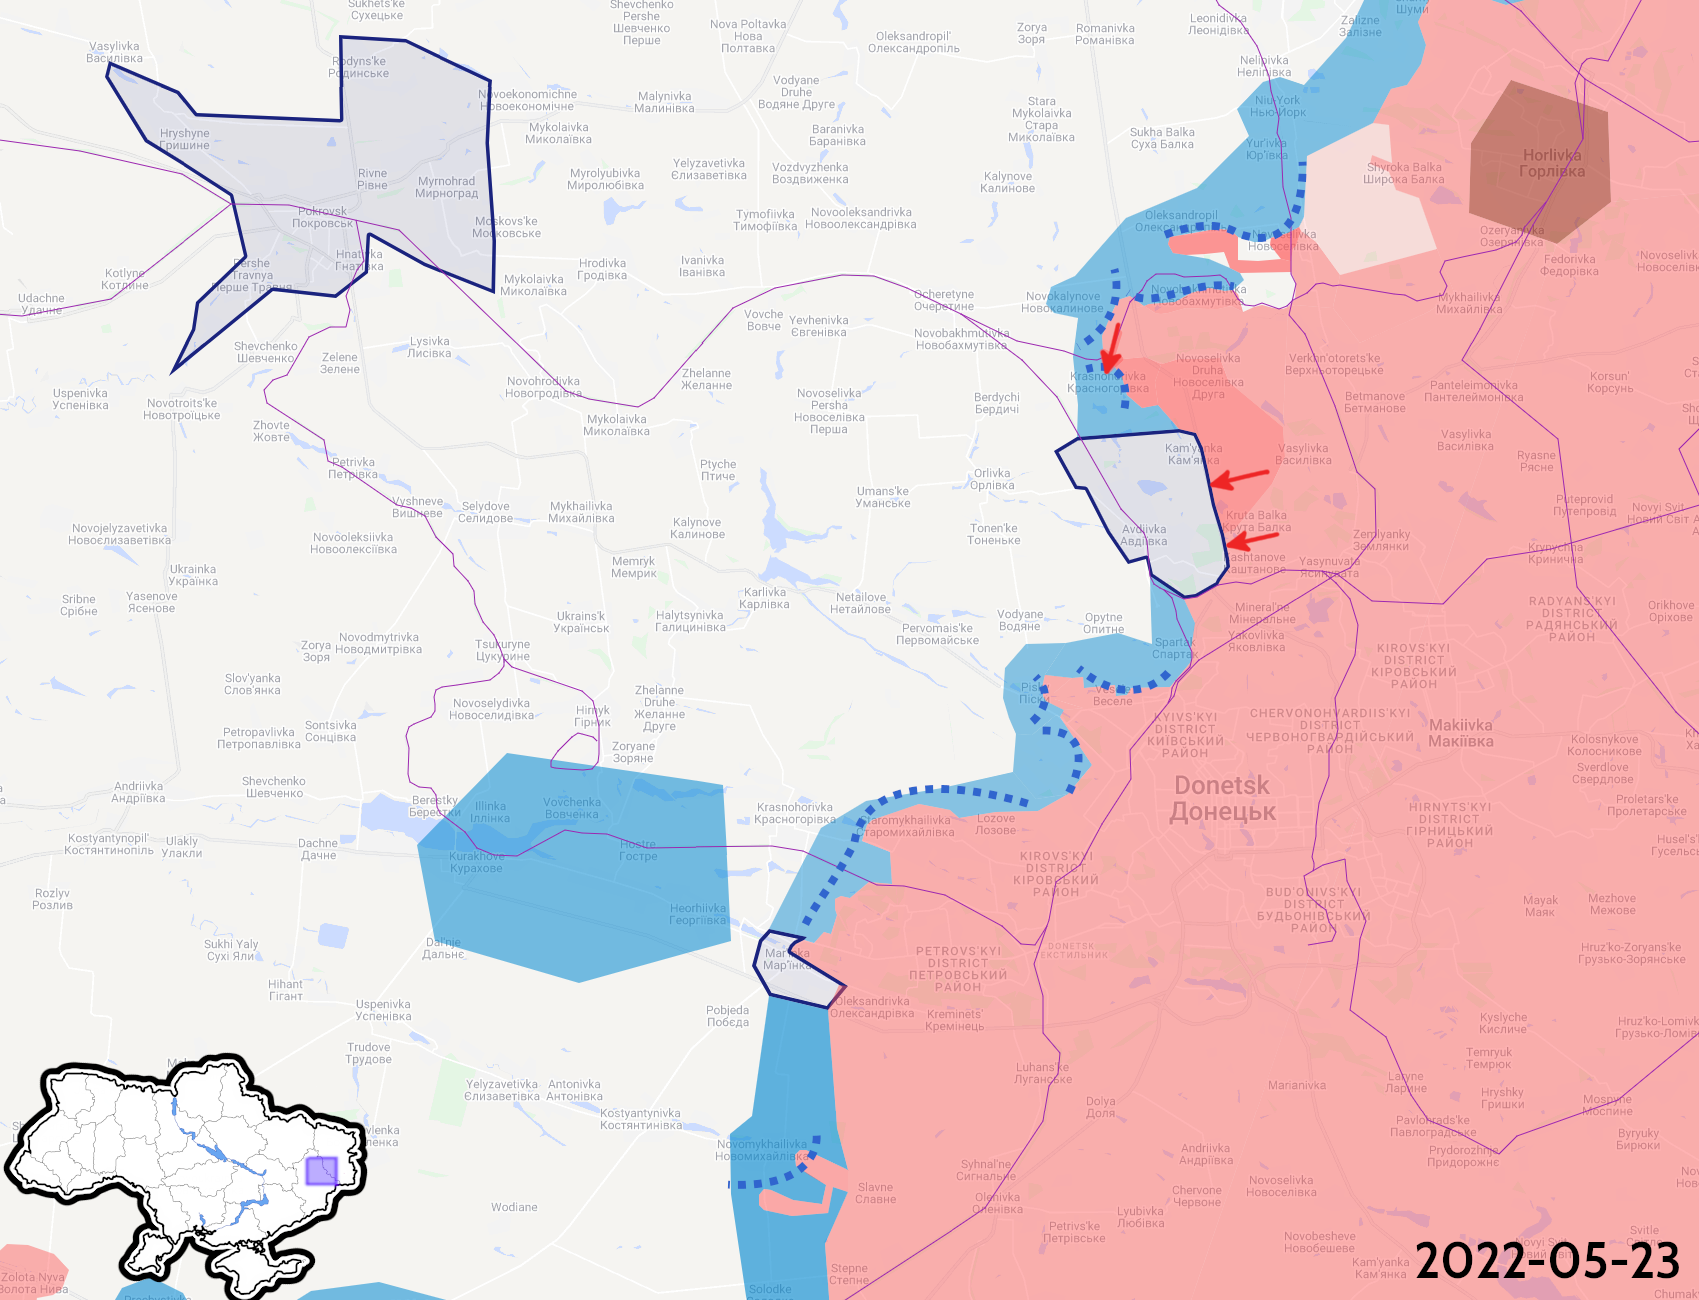 Sukhets'ke
Сухецьке
Shevchenko
Pershe
Шевченко
Перше
Nova Poltavka
Нова
Полтавка
Oleksandropil'
Олександропіль
Zorya
Зоря
Romanivka
Романівка
Leonidivka
Леонідівка
Zalizne
Залізне
Шуми
Vasylivka
Василівка
Rodyns'ke
Родинське
Novoekonomichne
Новоекономічне
Malynivka
Малинівка
Vodyane
Druhe
Водяне Друге
Nelipivka
Неліпівка
Niu-York
Нью-Йорк
Stara
Mykolaivka
Стара
Миколаївка
Sukha Balka
Суха Балка
Yur'ivka
Юр'ївка
Hryshyne
Гришине
Mykolaivka
Миколаївка
Baranivka
Баранівка
Horlivka
Горлівка
Rivne
Рівне
Myrnohrad
Мирноград
Myrolyubivka
Миролюбівка
Yelyzavetivka
Єлизаветівка
Vozdvyzhenka
Воздвиженка
Kalynove
Калинове
Shyroka Balka
Широка Балка
Pokrovsk
Покровськ
Moskovs'ke
Московське
Tymofiivka
Тимофіївка
Novooleksandrivka
Новоолександрівка
Oleksandropil
Novoselivka
Новоселівка
Ozeryanivka
Озерянівка
Kotlyne
Котлине
Pershe
Travnya
Перше Травня
Hnativka
Гнатівка
Mykolaivka
Миколаївка
Hrodivka
Гродівка
Ivanivka
Іванівка
Fedorivka
Федорівка
Udachne
Удачне
Ocheretyne
Очеретине
Novokalynove
Новокалинове
Novobakhmutivka
Новобахмутівка
Mykhailivka
Михайлівка
Vovche
Вовче
Yevhenivka
Євгенівка
Novobakhmutivka
Новобахмутівка
Shevchenko
Шевченко
Zelene
Зелене
Lysivka
Лисівка
Novoselivka
Druha
Новоселівка
Друга
Verkhn'otorets'ke
Верхньоторецьке
Krasnohorivka
Красногорівка
Uspenivka
Успенівка
Novotroits'ke
Новотроїцьке
Novohrodivka
Новогродівка
Zhelanne
Желанне
Novoselivka
Persha
Новоселівка
Перша
Berdychi
Бердичі
Betmanove
Бетманове
Panteleimonivka
Пантелеймонівка
Korsun'
Корсунь
Zhovte
Жовте
Mykolaivka
Миколаївка
Petrivka
Петрівка
Ptyche
Птиче
Orlivka
Орлівка
Kam'yanka
Кам'янка
Vasylivka
Василівка
Vasylivka
Василівка
Ryasne
Рясне
Vyshneve
Вишневе
Selydove
Селидове
Mykhailivka
Михайлівка
Umans'ke
Уманське
Puteprovid
Путепровід
Novyi Svit
Новий Світ
Novojelyzavetivka
Новоєлизаветівка
Novooleksiivka
Новоолексіївка
Kalynove
Калинове
Tonen'ke
Тоненьке
Avdiivka
Авдіївка
Kruta Balka
Крута Балка
Zemlyanky
Землянки
Krynychna
Кринична
Kashtanove
Каштанове
Yasynuvata
Ясинувата
Ukrainka
Українка
Memryk
Мемрик
Karlivka
Карлівка
Netailove
Нетайлове
Sribne
Срібне
Yasenove
Ясенове
Ukrains'k
Українськ
Halytsynivka
Галицинівка
Pervomais'ke
Первомайське
Vodyane
Водяне
Opytne
Опитне
Mineral'ne
Мінеральне
RADYANS'KYI
DISTRICT
РАДЯНСЬКИЙ
РАЙОН
Orikhove
Оріхове
Zorya
Зоря
Novodmytrivka
Новодмитрівка
Tsukuryne
Цукурине
Spartak
Спартак
Yakovlivka
Яковлівка
KIROVS'KYI
DISTRICT
КІРОВСЬКИЙ
РАЙОН
Slov'yanka
Слов'янка
Novoselydivka
Новоселидівка
Hirnyk
Гірник
Zhelanne
Druhe
Желанне
Друге
Pisky
Піски
Vesele
Веселе
Petropavlivka
Петропавлівка
Sontsivka
Сонцівка
Zoryane
Зоряне
KYIVS'KYI
DISTRICT
КИЇВСЬКИЙ
РАЙОН
CHERVONOHVARDIIS'KYI
DISTRICT
ЧЕРВОНОГВАРДІЙСЬКИЙ
РАЙОН
Makiivka
Макіївка
Kolosnykove
Колосникове
Sverdlove
Свердлове
Andriivka
Андріївка
Shevchenko
Шевченко
Berestky
Берестки
Illinka
Іллінка
Vovchenka
Вовченка
Krasnohorivka
Красногорівка
Staromykhailivka
Старомихайлівка
Lozove
Лозове
Donetsk
Донецьк
HIRNYTS'KYI
DISTRICT
ГІРНИЦЬКИЙ
РАЙОН
Proletars'ke
Пролетарське
Kostyantynopil'
Костянтинопіль
Ulakly
Улакли
Dachne
Дачне
Kurakhove
Курахове
Hostre
Гостре
KIROVS'KYI
DISTRICT
КІРОВСЬКИЙ
РАЙОН
BUD'ONIVS'KYI
DISTRICT
БУДЬОНІВСЬКИЙ
РАЙОН
Rozlyv
Розлив
Heorhiivka
Георгіївка
Mayak
Маяк
Mezhove
Межове
Sukhi Yaly
Сухі Яли
Dal'nje
Дальнє
Mar'inka
Мар'їнка
PETROVS'KYI
DISTRICT
ПЕТРОВСЬКИЙ
РАЙОН
Hruz'ko-Zoryans'ke
Грузько-Зорянське
Hihant
Гігант
Uspenivka
Успенівка
Pobjeda
Побєда
Oleksandrivka
Олександрівка
Kreminets'
Кремінець
Kyslyche
Кисличе
Trudove
Трудове
Luhans'ke
Луганське
Temryuk
Темрюк
Yelyzavetivka
Єлизаветівка
Antonivka
Антонівка
Kostyantynivka
Костянтинівка
Dolya
Доля
Marianivka
Laryne
Ларине
Hryshky
Гришки
Mospyne
Моспине
Pavlohrads'ke
Павлоградське
Byryuky
Бирюки
Novomykhailivka
Новомихайлівка
Andriivka
Андріївка
Prydorozhnje
Придорожнє
Slavne
Славне
Syhnal'ne
Сигнальне
Olenivka
Оленівка
Chervone
Червоне
Novoselivka
Новоселівка
Wodiane
Petrivs'ke
Петрівське
Lyubivka
Любівка
Novobesheve
Новобешеве
Novyi Svit
Svitle
Stepne
Степне
Kam'yanka
Кам'янка
Solodke
Zolota Nyva
Золота Нива
2022-05-23